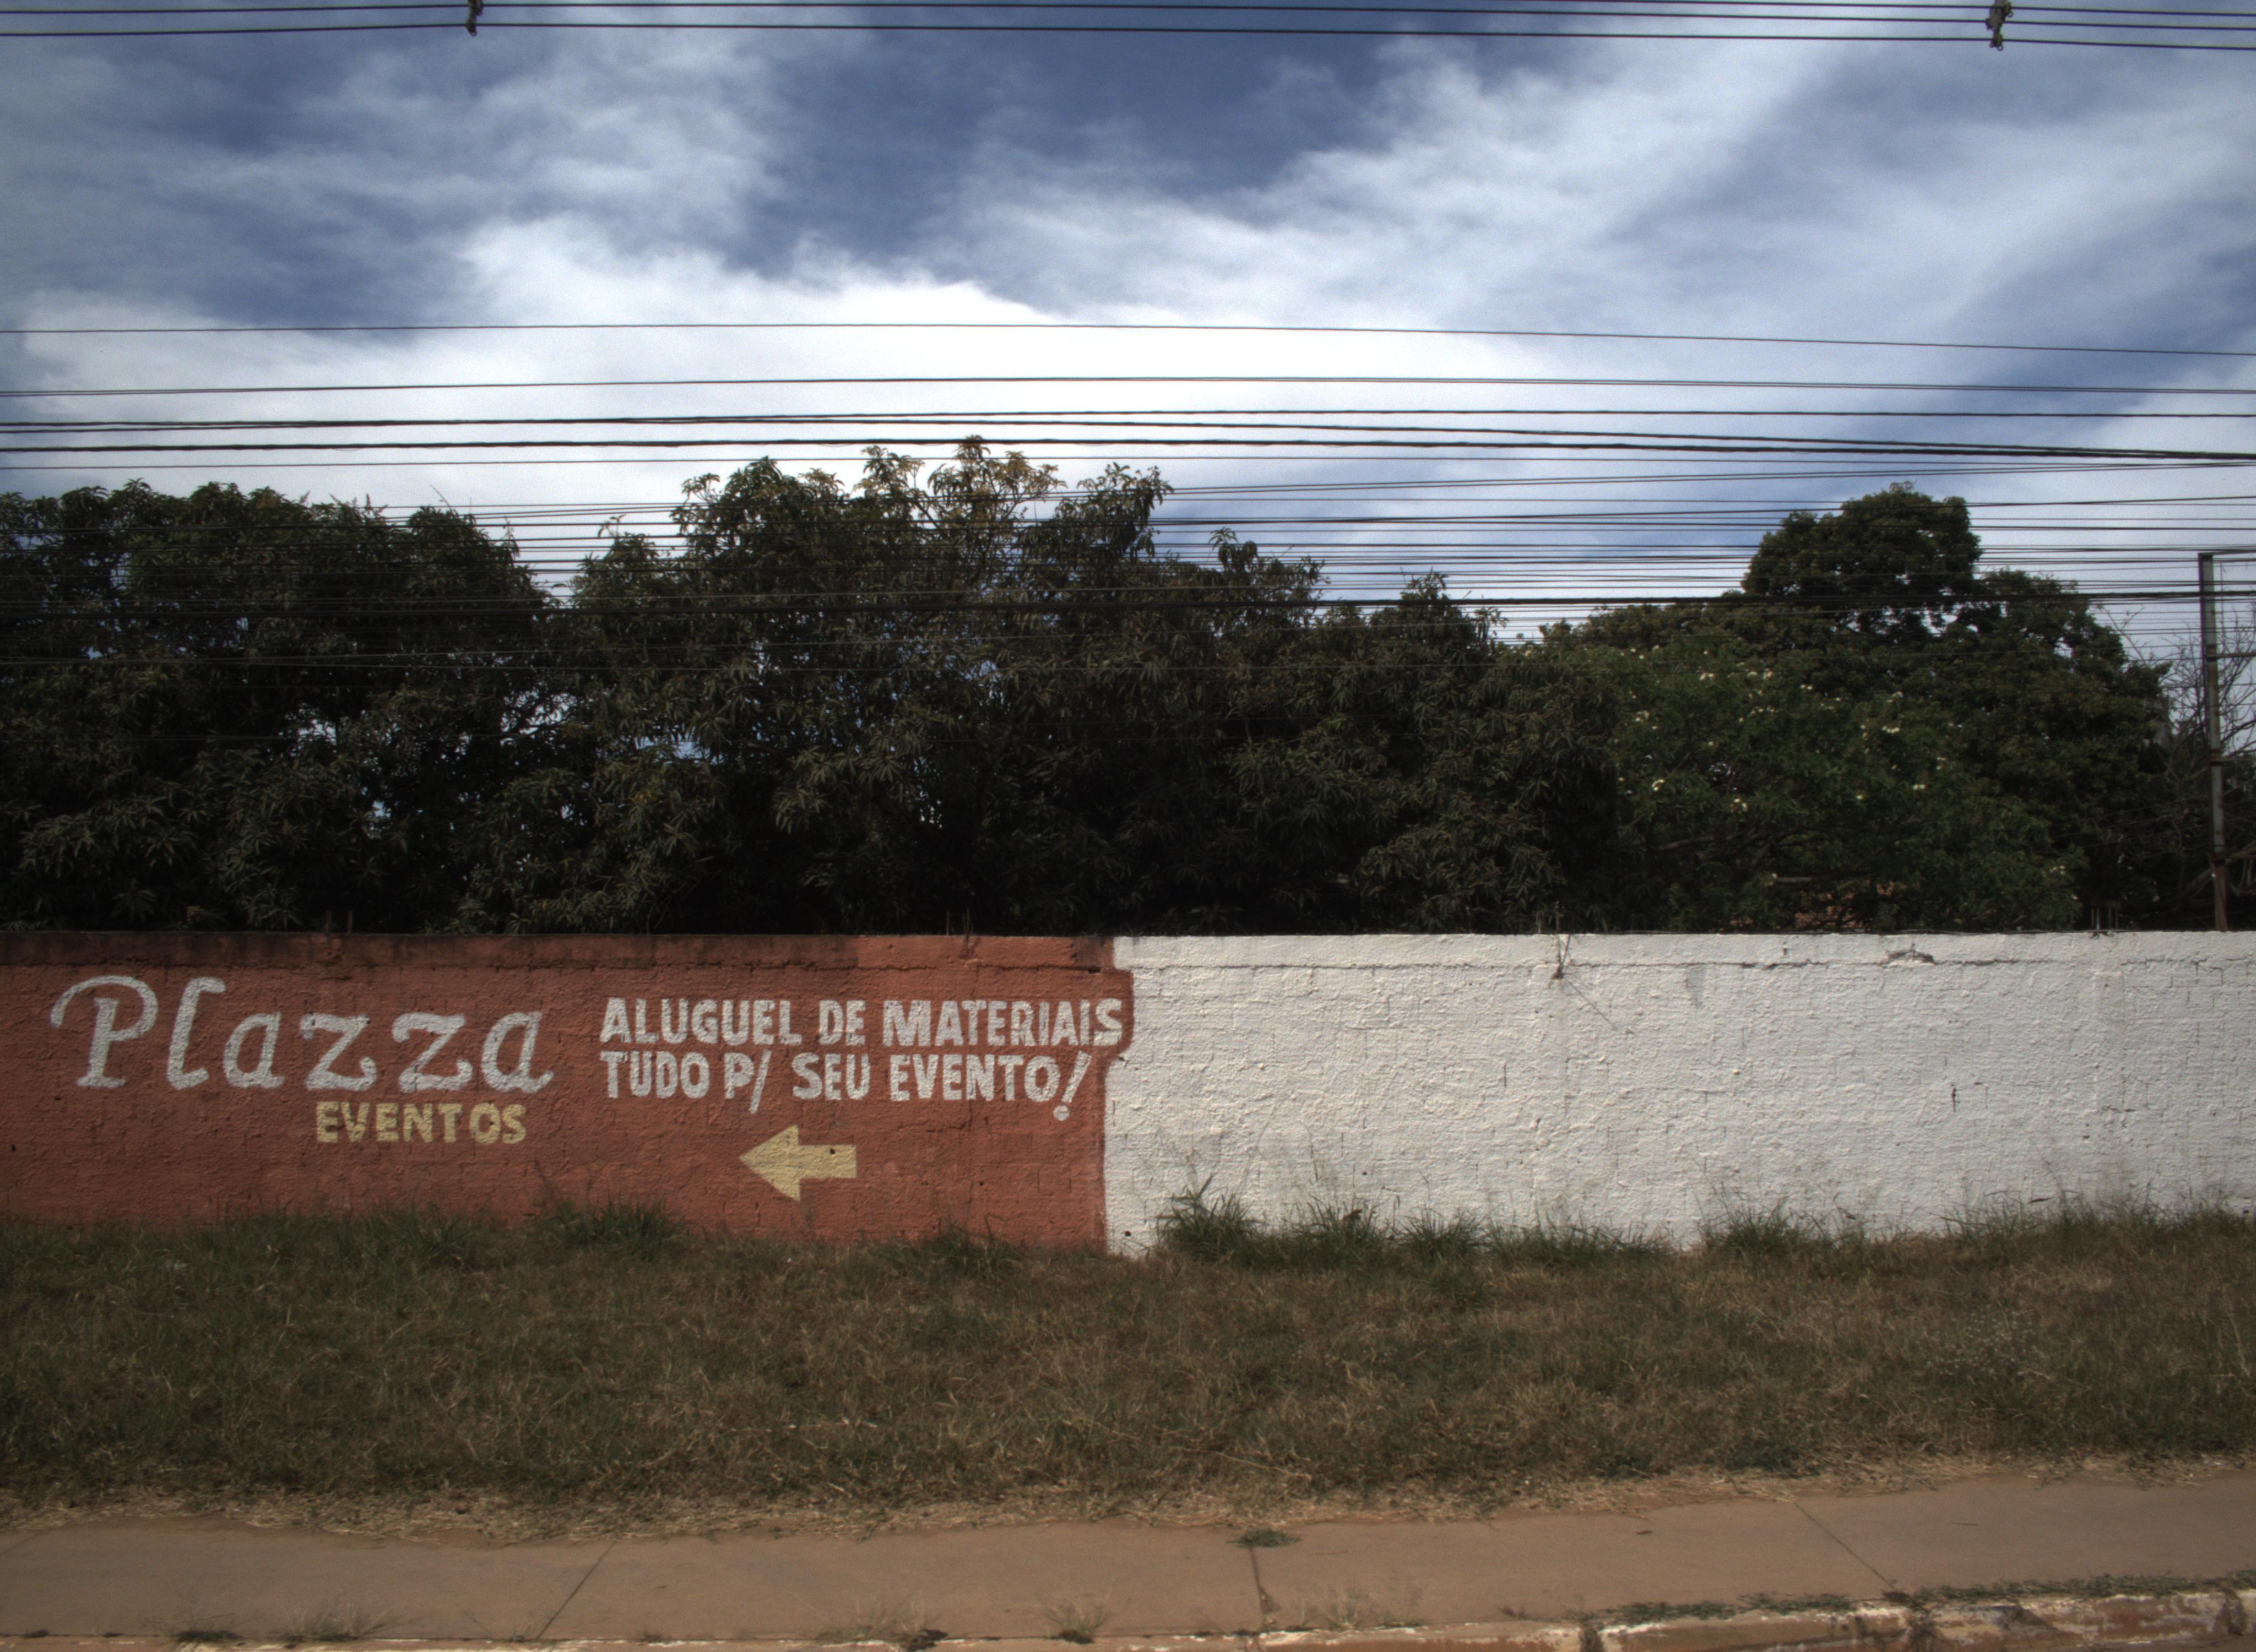 Plazza
EVENTOS
ALUGUEL DE MATERIAIS
TUDO P/ SEU EVENTO!